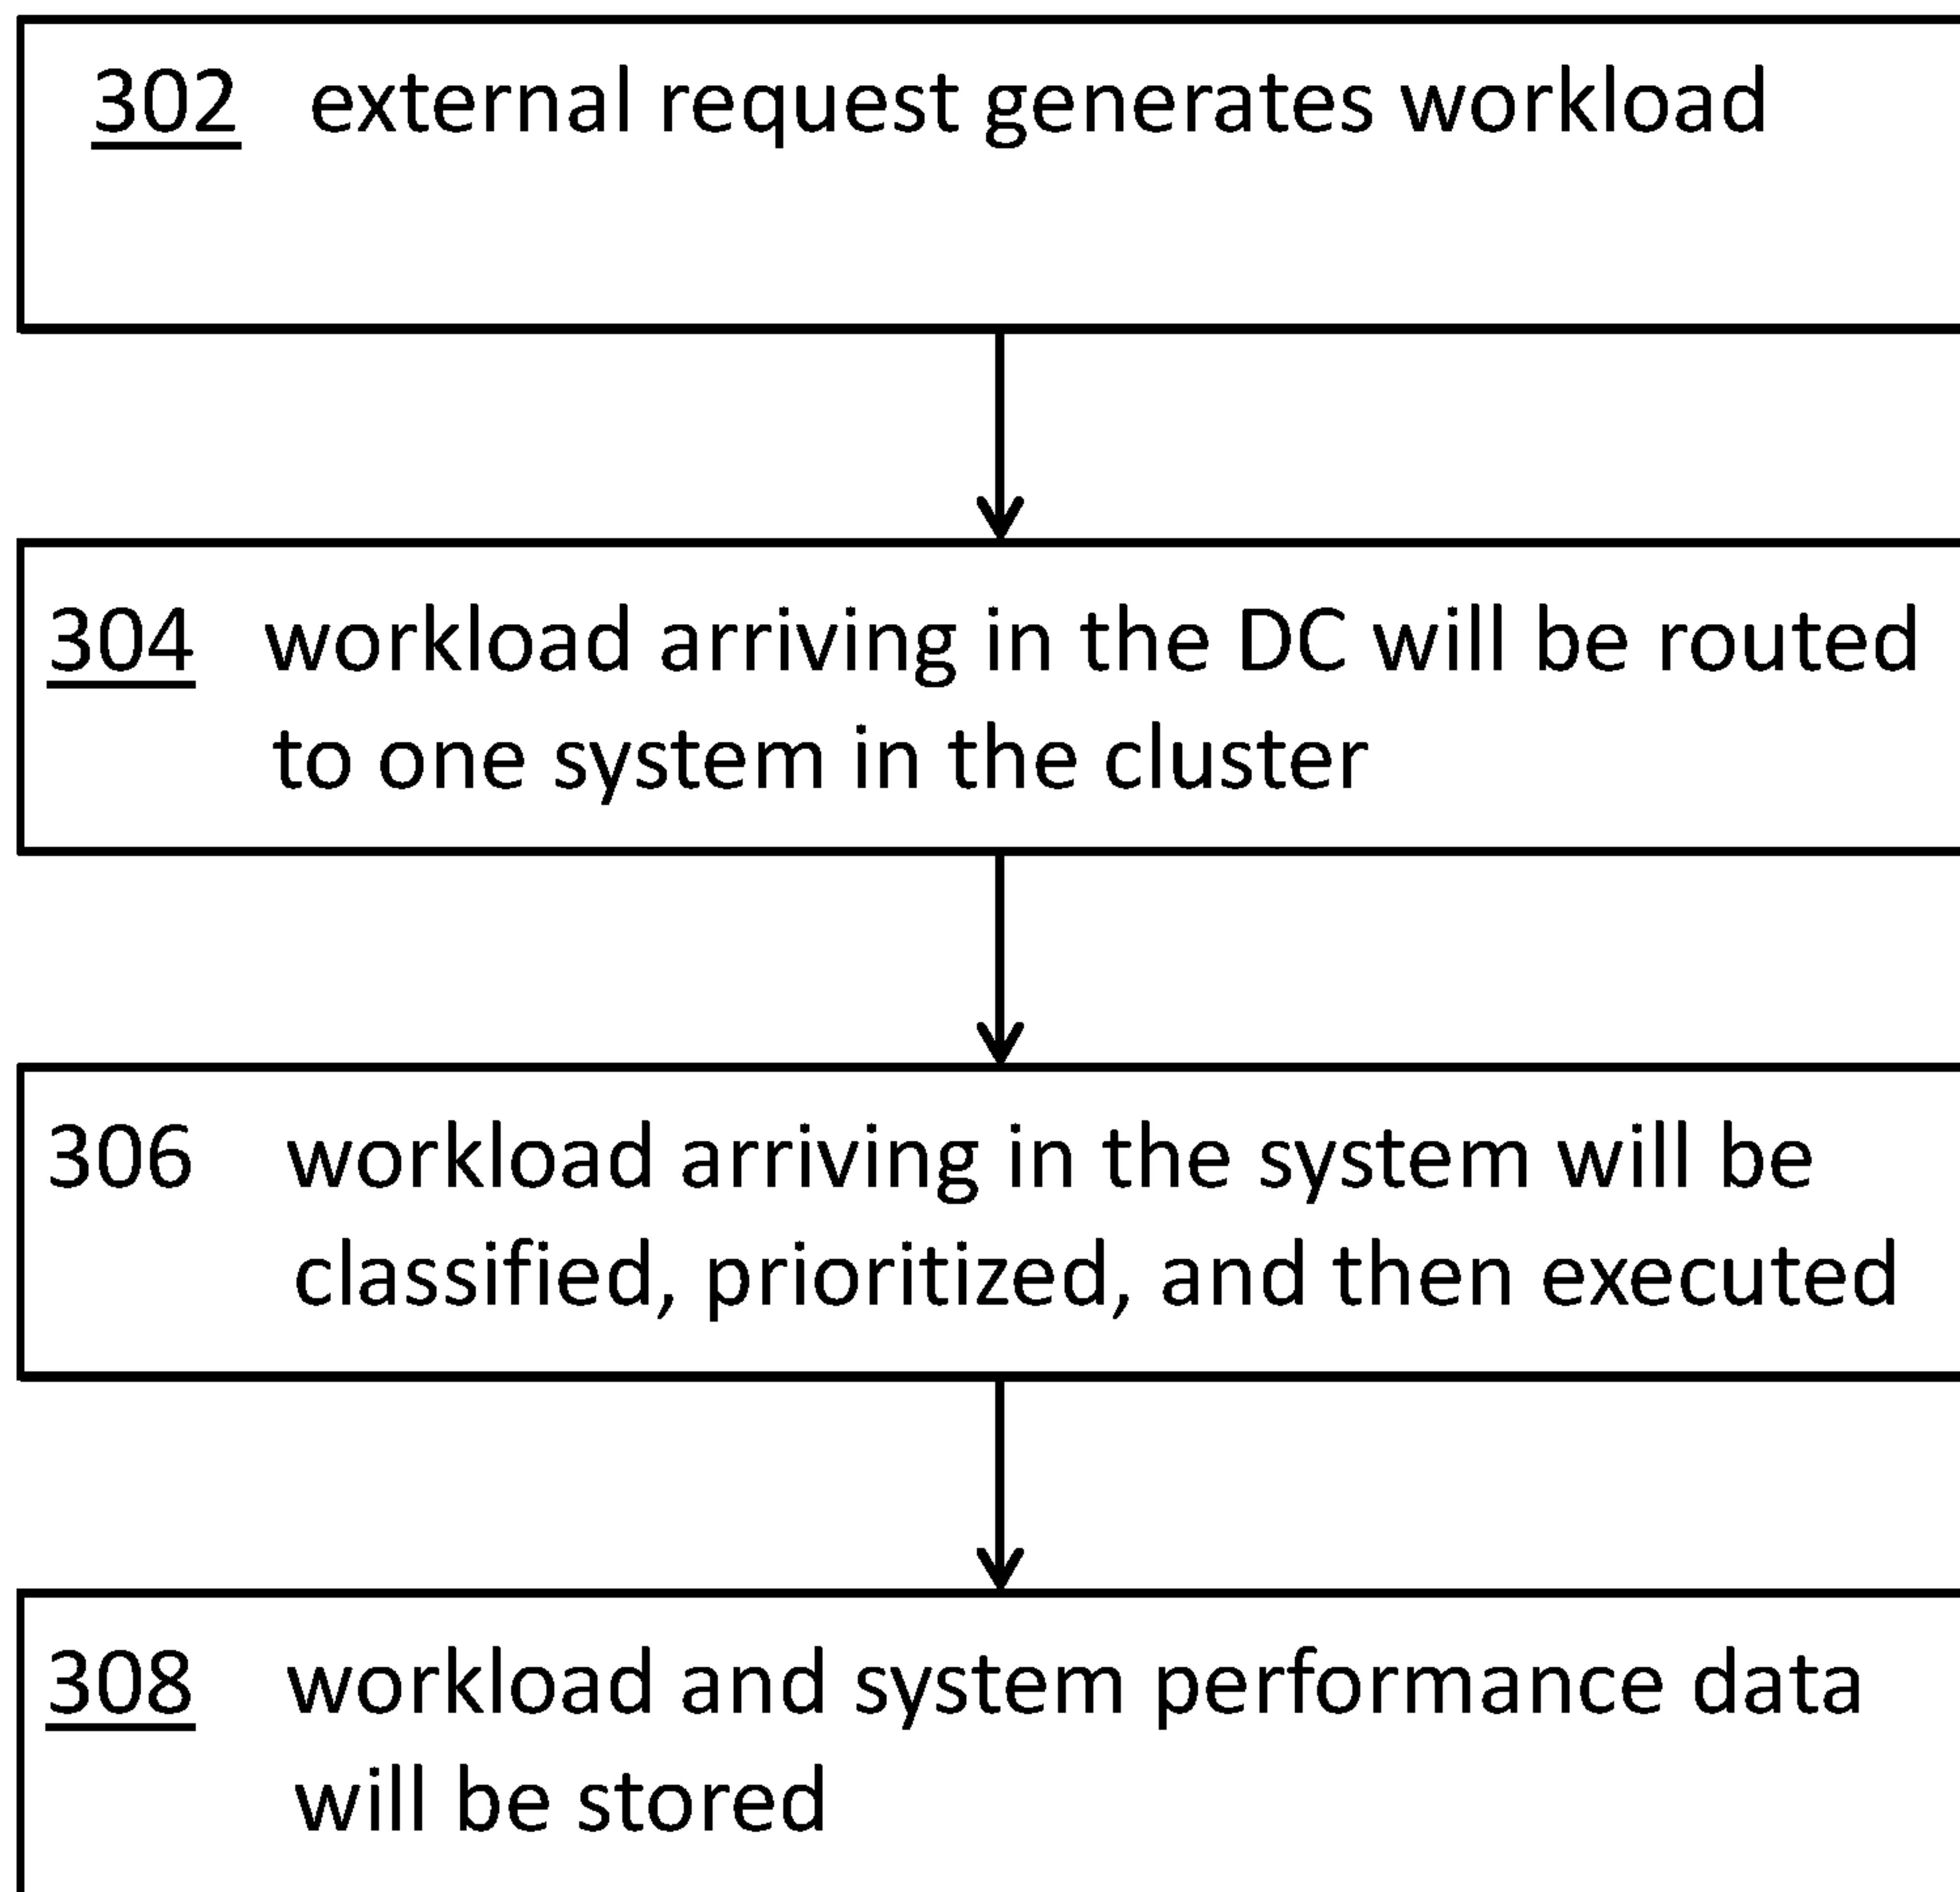 302 external request generates workload
304 workload arriving in the DC will be routed
to one system in the cluster
306 workload arriving in the system will be
classified, prioritized, and then executed
308 workload and system performance data
will be stored